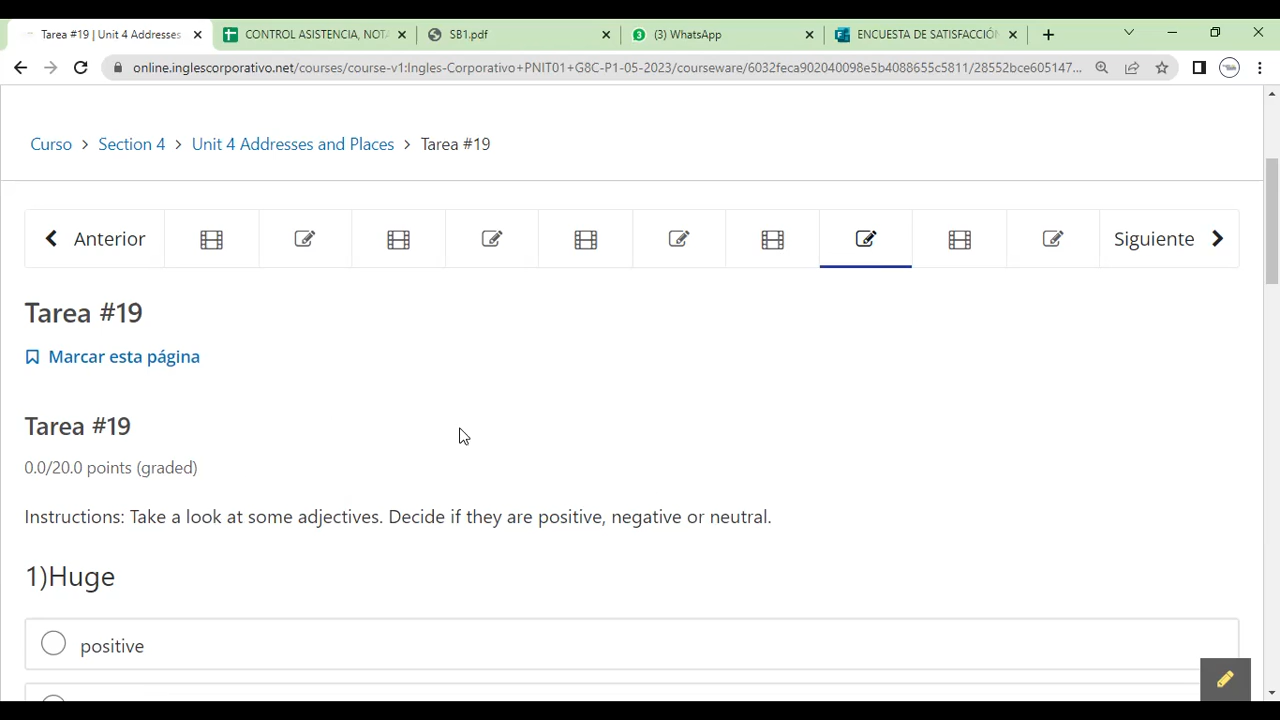 Tarea #19 | Unit 4 Addresses
CONTROL ASISTENCIA, NOTA
SB1.pdf
3
(3) WhatsApp
ENCUESTA DE SATISFACCIÓN
online.inglescorporativo.net/courses/course-v1:Ingles-Corporativo+PNIT01+G8C-P1-05-2023/courseware/6032feca902040098e5b4088655c5811/28552bce605147...
Curso > Section 4 > Unit 4 Addresses and Places > Tarea #19
Anterior
Siguiente
Tarea #19
Marcar esta página
Tarea #19
0.0/20.0 points (graded)
Instructions: Take a look at some adjectives. Decide if they are positive, negative or neutral.
1)Huge
positive